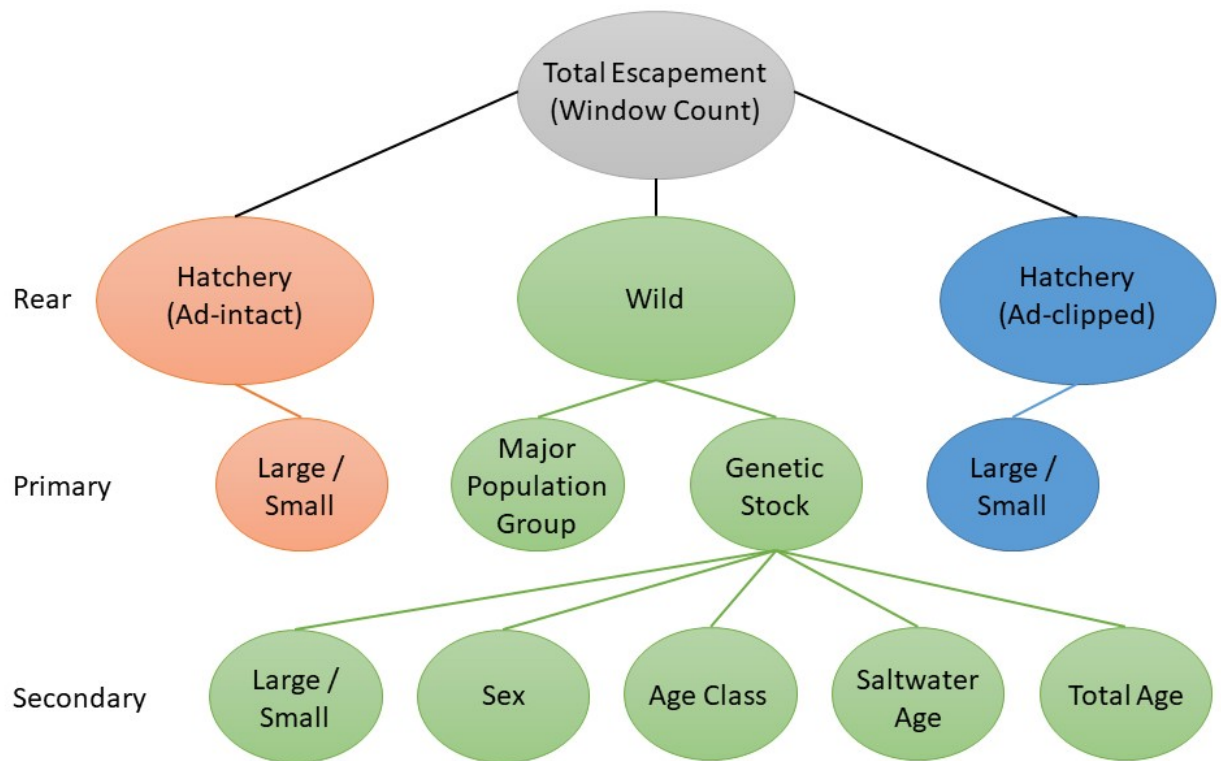 Total Escapement
(Window Count)
Rear
Hatchery
(Ad-intact)
Wild
Hatchery
(Ad-clipped)
Primary
Large /
Small
Major
Population
Group
Genetic
Stock
Large /
Small
Secondary
Large /
Small
Sex
Age Class
Saltwater
Age
Total Age